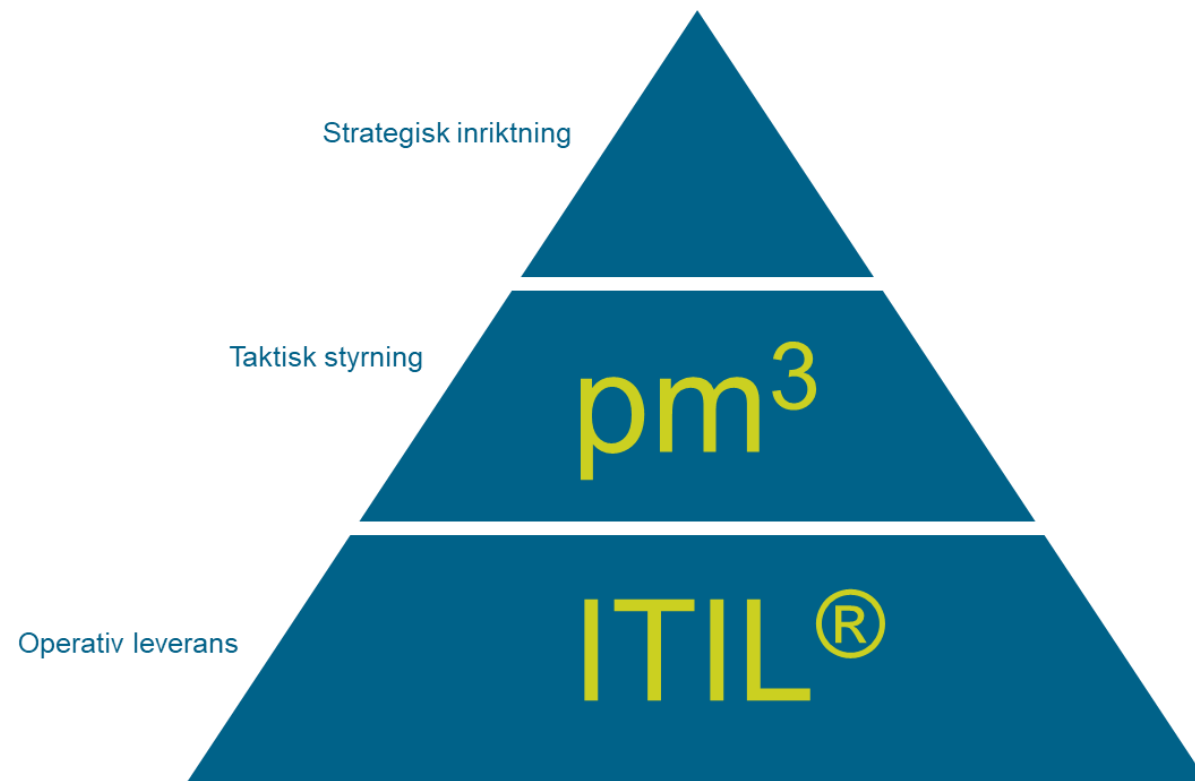 Strategisk inriktning
Taktisk styrning
pm³
Operativ leverans
ITIL®